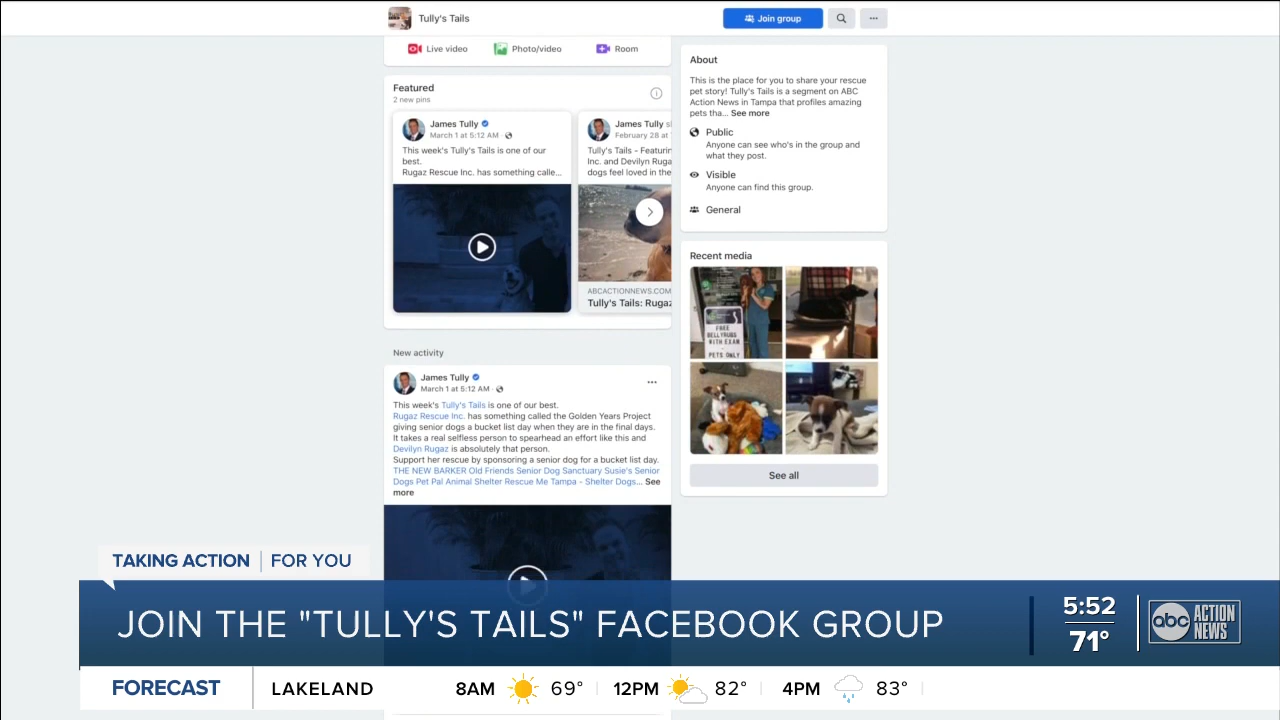 Tully's Tails
Join group
Live video
Photo/video
Room
Featured
2 new pins
James Tully
March 1 at 5:12 AM ·
This week's Tully's Tails is one of our
best.
Rugaz Rescue Inc. has something calle...
James Tully
February 28 at
Tully's Tails - Featurin
Inc. and Devilyn Ruga
dogs feel loved in the
ABCACTIONNEWS.COM
Tully's Tails: Rugaz
New activity
James Tully
March 1 at 5:12 AM ·
This week's Tully's Tails is one of our best.
Rugaz Rescue Inc. has something called the Golden Years Project
giving senior dogs a bucket list day when they are in the final days.
It takes a real selfless person to spearhead an effort like this and
Devilyn Rugaz is absolutely that person.
Support her rescue by sponsoring a senior dog for a bucket list day.
THE NEW BARKER Old Friends Senior Dog Sanctuary Susie's Senior
Dogs Pet Pal Animal Shelter Rescue Me Tampa - Shelter Dogs... See
more
About
This is the place for you to share your rescue
pet story! Tully's Tails is a segment on ABC
Action News in Tampa that profiles amazing
pets tha... See more
Public
Anyone can see who's in the group and
what they post.
Visible
Anyone can find this group.
General
Recent media
FREE
BELLYRUBS
WITH EXAM
PETS ONLY
See all
TAKING ACTION | FOR YOU
JOIN THE "TULLY'S TAILS" FACEBOOK GROUP
5:52
71°
abc ACTION
NEWS
FORECAST
LAKELAND
8AM 69°
12PM 82°
4PM 83°